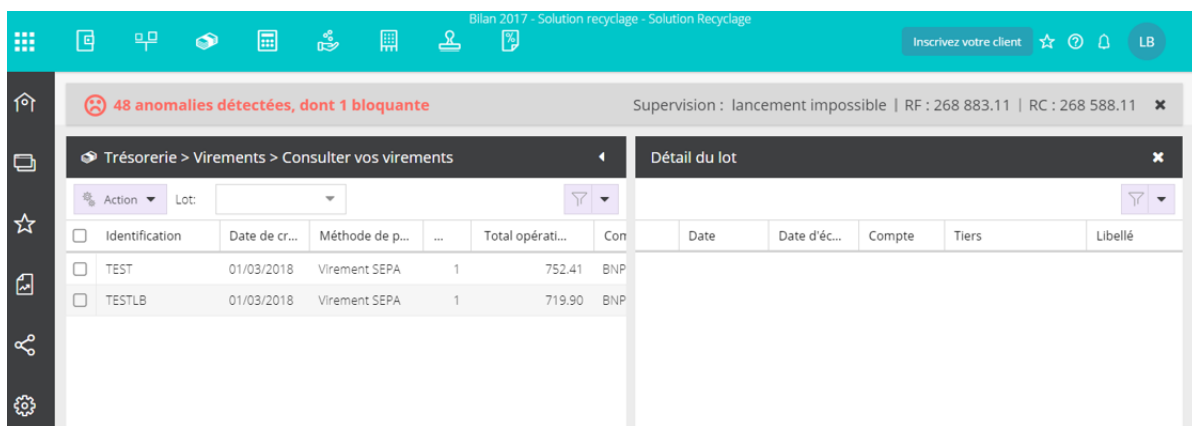 Bilan 2017 - Solution recyclage - Solution Recyclage
Inscrivez votre client
LB
48 anomalies détectées, dont 1 bloquante
Supervision : lancement impossible | RF : 268 883.11 | RC : 268 588.11
Trésorerie > Virements > Consulter vos virements
Détail du lot
Action
Lot:
Identification Date de cr... Méthode de p... ... Total opérati... Com
Date Date d'éc... Compte Tiers Libellé
TEST 01/03/2018 Virement SEPA 1 752.41 BNP
TESTLB 01/03/2018 Virement SEPA 1 719.90 BNP